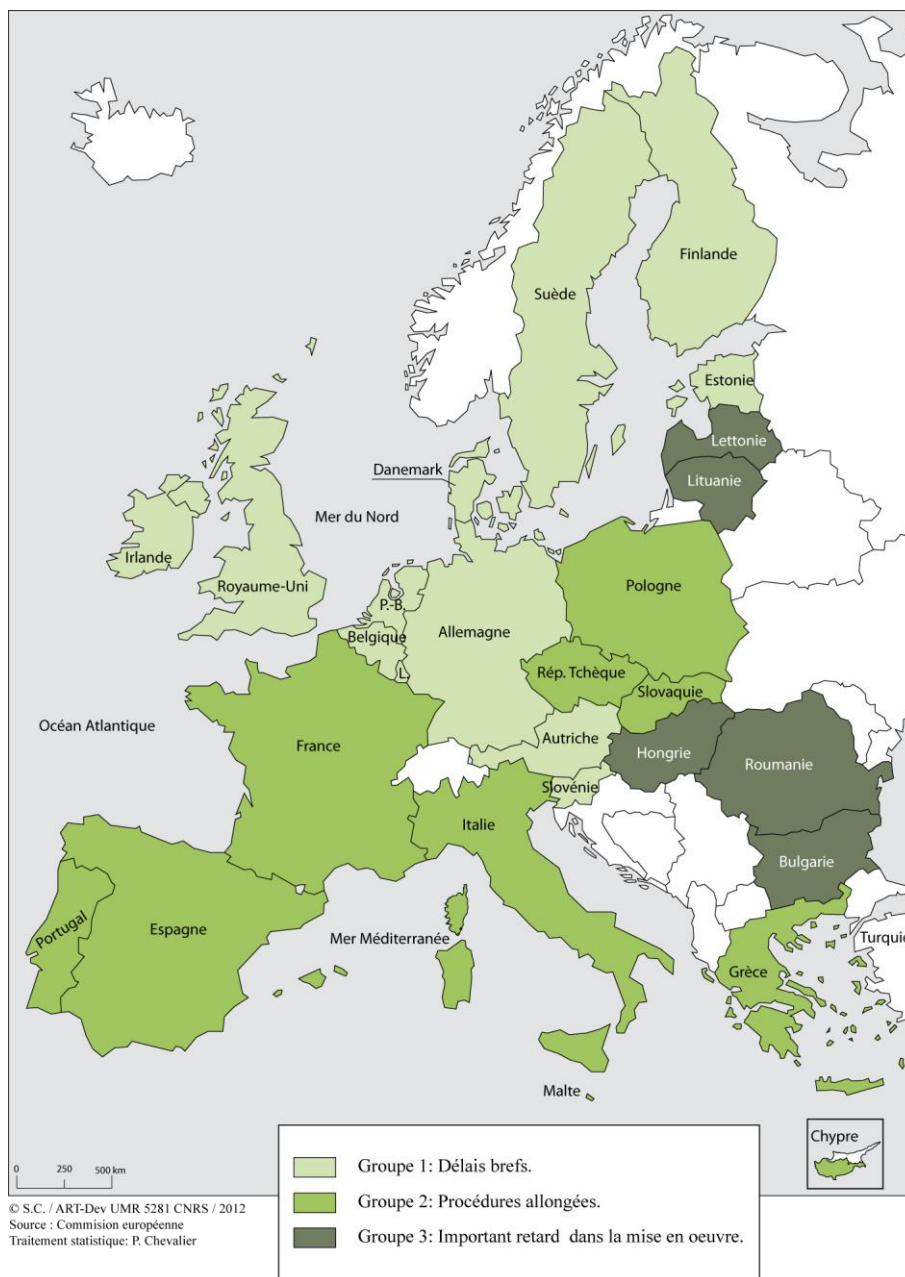 Finlande
Suède
Estonie
Lettonie
Danemark
Lituanie
Mer du Nord
Irlande
Royaume-Uni
P.-B.
Pologne
Belgique
Allemagne
L.
Rép. Tchèque
Slovaquie
Océan Atlantique
Autriche
France
Hongrie
Roumanie
Slovénie
Italie
Bulgarie
Portugal
Espagne
Mer Méditerranée
Turquie
Grèce
Malte
Chypre
0 250 500 km
Groupe 1: Délais brefs.
Groupe 2: Procédures allongées.
Groupe 3: Important retard dans la mise en oeuvre.
© S.C. / ART-Dev UMR 5281 CNRS / 2012
Source : Commision européenne
Traitement statistique: P. Chevalier